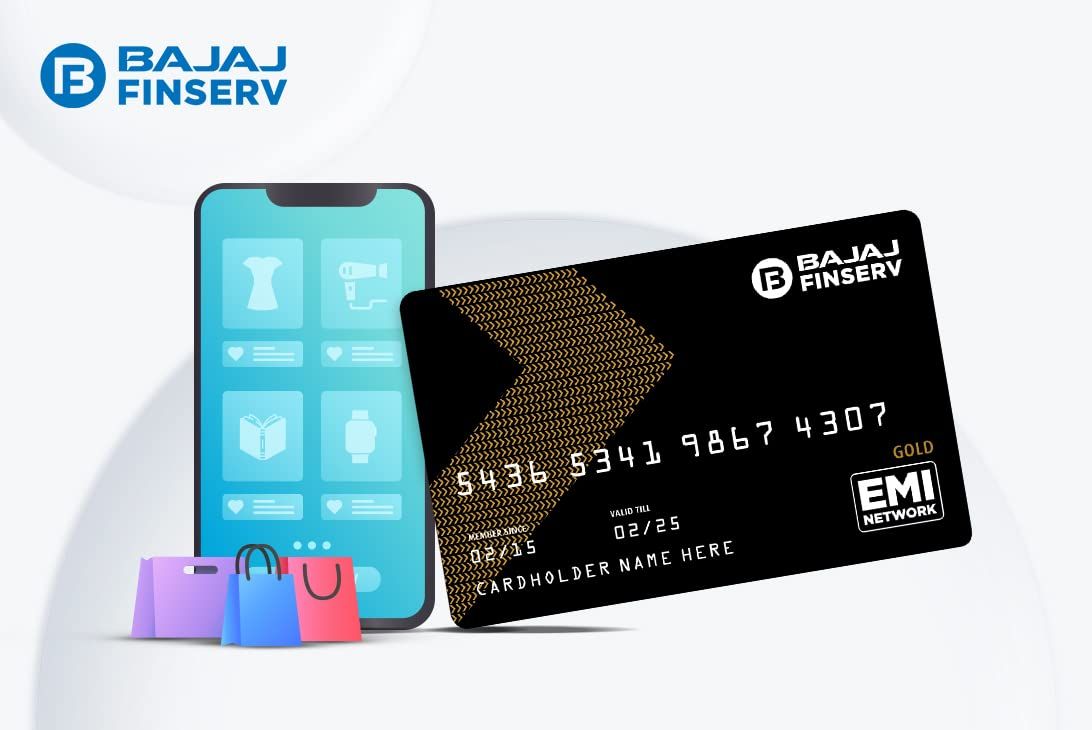 BAJAJ
FINSERV
BAJAJ
FINSERV
5436 5341 9867 4307
GOLD
EMI
NETWORK
MEMBER SINCE
02/15
VALID TILL
02/25
CARDHOLDER NAME HERE